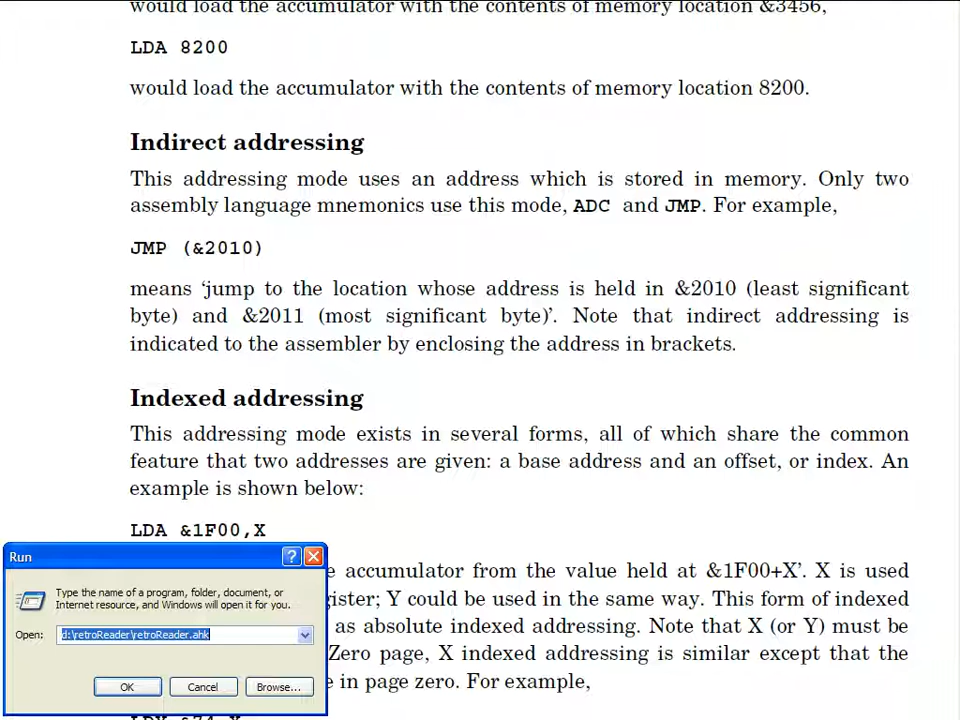 would load the accumulator with the contents of memory location &3456,
LDA 8200
would load the accumulator with the contents of memory location 8200.
Indirect addressing
This addressing mode uses an address which is stored in memory. Only two
assembly language mnemonics use this mode, ADC and JMP. For example,
JMP (&2010)
means ‘jump to the location whose address is held in &2010 (least significant
byte) and &2011 (most significant byte)’. Note that indirect addressing is
indicated to the assembler by enclosing the address in brackets.
Indexed addressing
This addressing mode exists in several forms, all of which share the common
feature that two addresses are given: a base address and an offset, or index. An
example is shown below:
LDA &1F00,X
accumulator from the value held at &1F00+X’. X is used
Y could be used in the same way. This form of indexed
as absolute indexed addressing. Note that X (or Y) must be
Zero page, X indexed addressing is similar except that the
in page zero. For example,
Run
Type the name of a program, folder, document, or
Internet resource, and Windows will open it for you.
Open: d:\retroReader\retroReader.ahk
OK Cancel Browse...